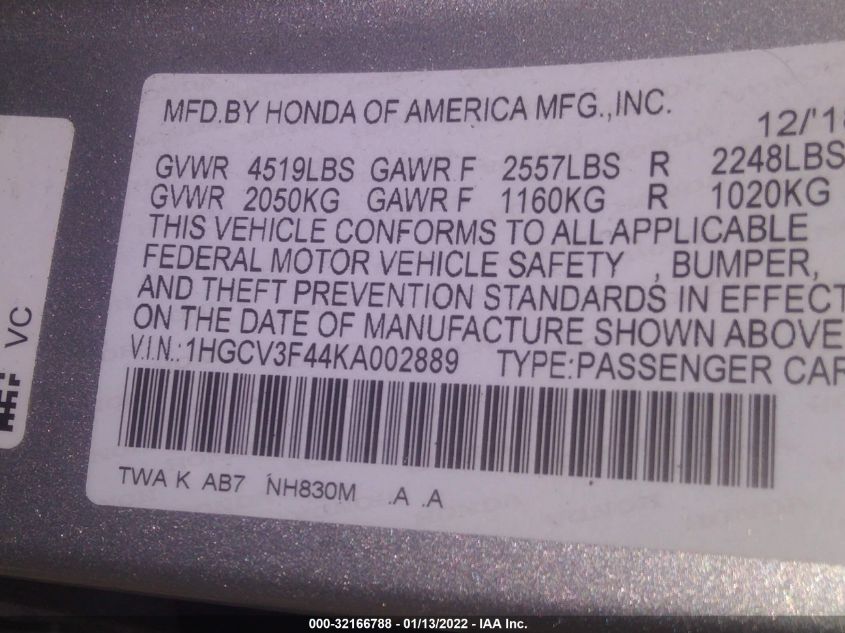 MFD.BY HONDA OF AMERICA MFG.,INC.
12/'18
GVWR 4519LBS GAWR F 2557LBS R 2248LBS
GVWR 2050KG GAWR F 1160KG R 1020KG
THIS VEHICLE CONFORMS TO ALL APPLICABLE
FEDERAL MOTOR VEHICLE SAFETY , BUMPER,
AND THEFT PREVENTION STANDARDS IN EFFECT
ON THE DATE OF MANUFACTURE SHOWN ABOVE
V.I.N.:1HGCV3F44KA002889 TYPE:PASSENGER CAR
TWA K AB7 NH830M .A .A
VC
000-32166788 - 01/13/2022 - IAA Inc.